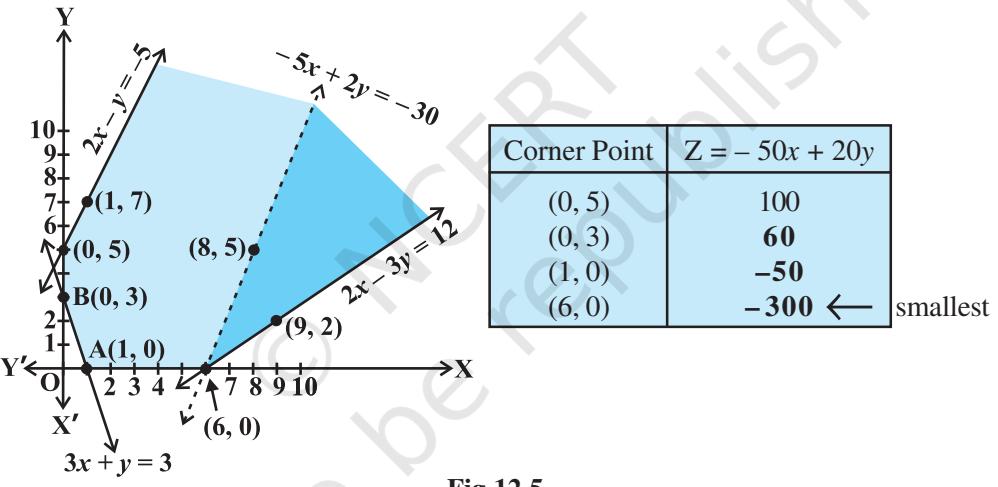 Y
2x – y = –5
– 5x + 2y = –30
10
9
8
7
6
(1, 7)
(0, 5)
(8, 5)
B(0, 3)
2
1
A(1, 0)
2x – 3y = 12
(9, 2)
Y′
O
2 3 4
7 8 9 10
X
X′
(6, 0)
3x + y = 3
Corner Point Z = – 50x + 20y
(0, 5) 100
(0, 3) 60
(1, 0) –50
(6, 0) – 300 ← smallest
© NCERT
be republish
Fig 12.5